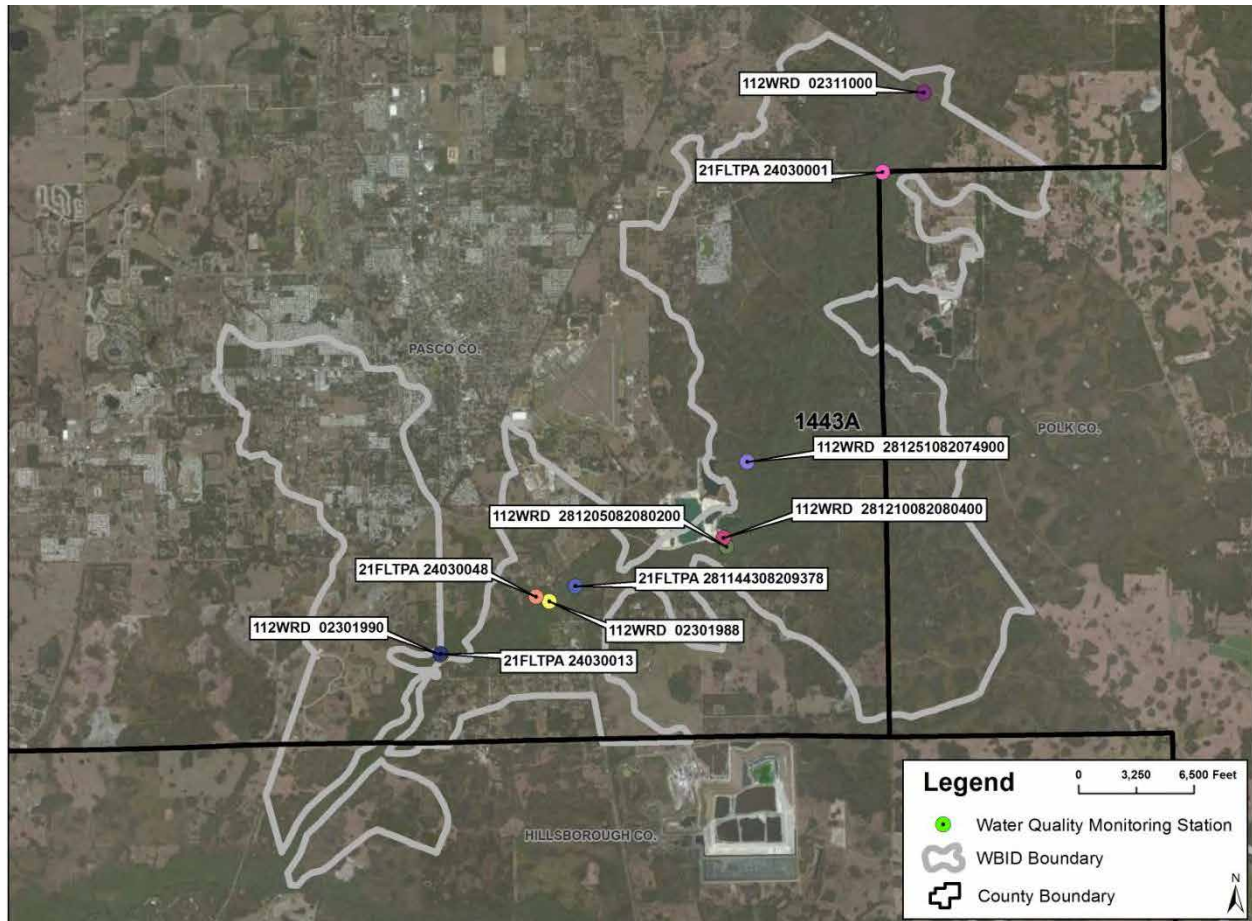 112WRD 02311000
21FLTPA 24030001
PASCO CO.
1443A
POLK CO.
112WRD 281251082074900
112WRD 281205082080200
112WRD 281210082080400
21FLTPA 24030048
21FLTPA 281144308209378
112WRD 02301990
112WRD 02301988
21FLTPA 24030013
HILLSBOROUGH CO.
Legend
0 3,250 6,500 Feet
Water Quality Monitoring Station
WBID Boundary
County Boundary
N